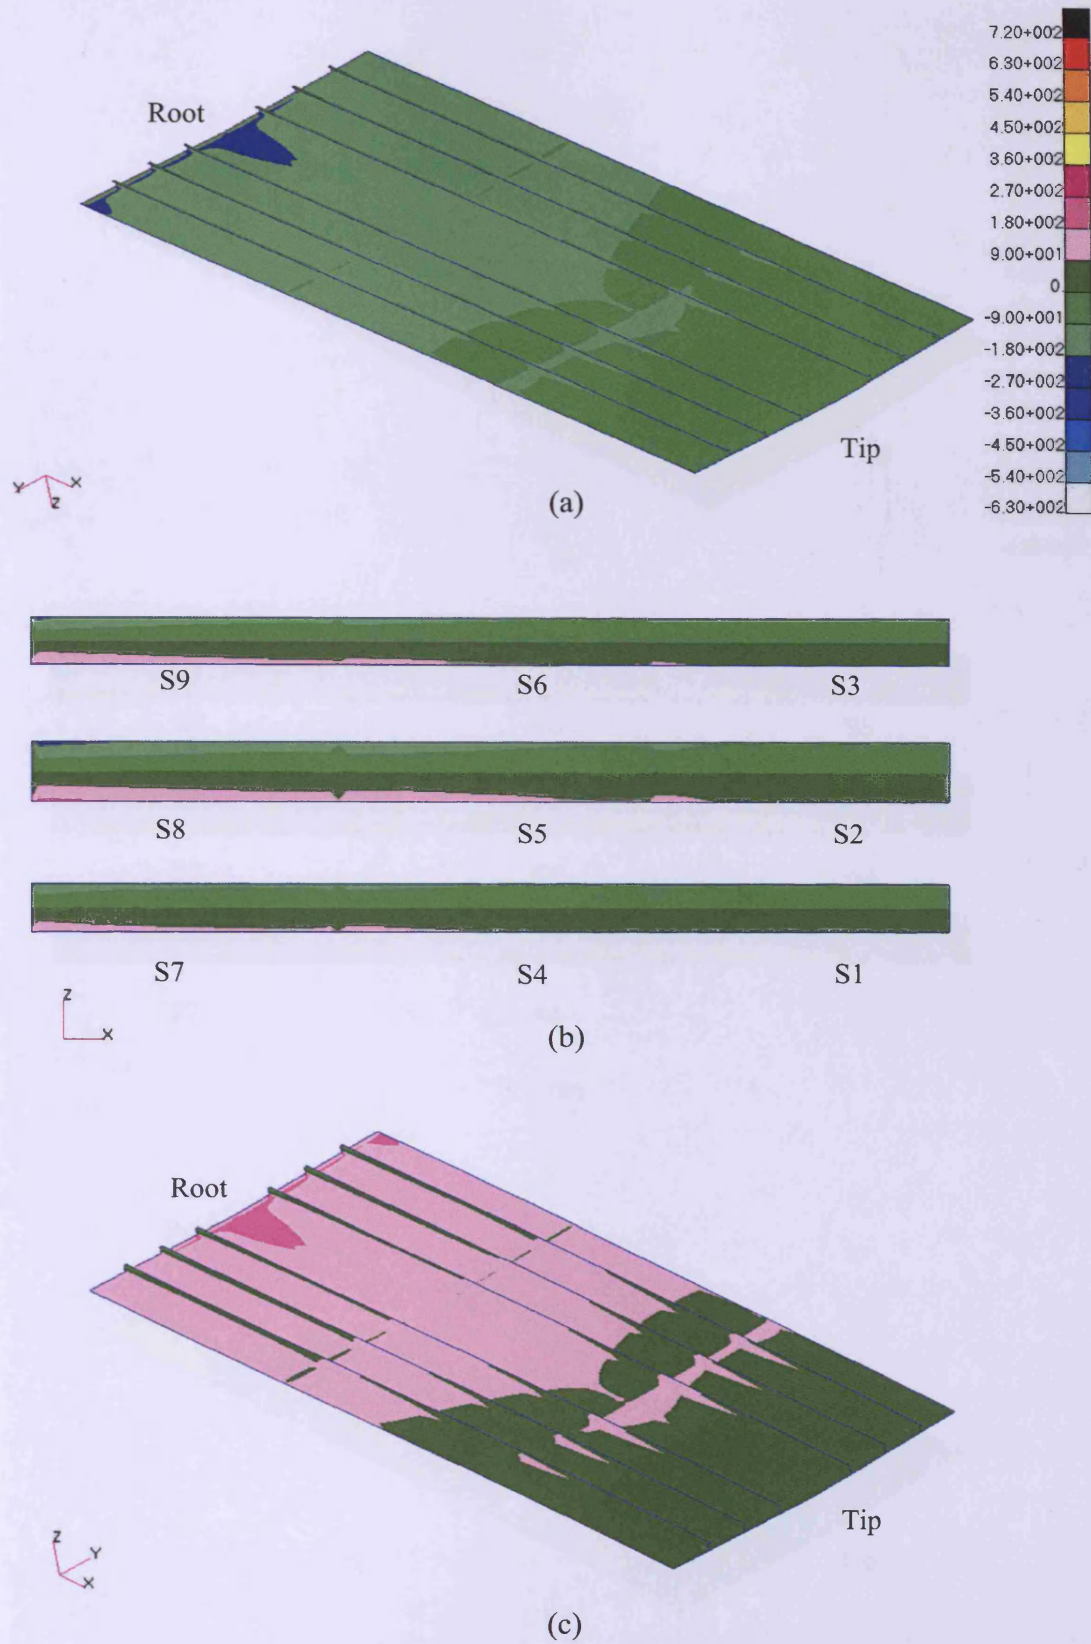 7.20+002
6.30+002
5.40+002
4.50+002
3.60+002
2.70+002
1.80+002
9.00+001
0.
-9.00+001
-1.80+002
-2.70+002
-3.60+002
-4.50+002
-5.40+002
-6.30+002
Root
Tip
Y X
Z
(a)
S9 S6 S3
S8 S5 S2
S7 S4 S1
Z
X
(b)
Root
Tip
Z
Y
X
(c)